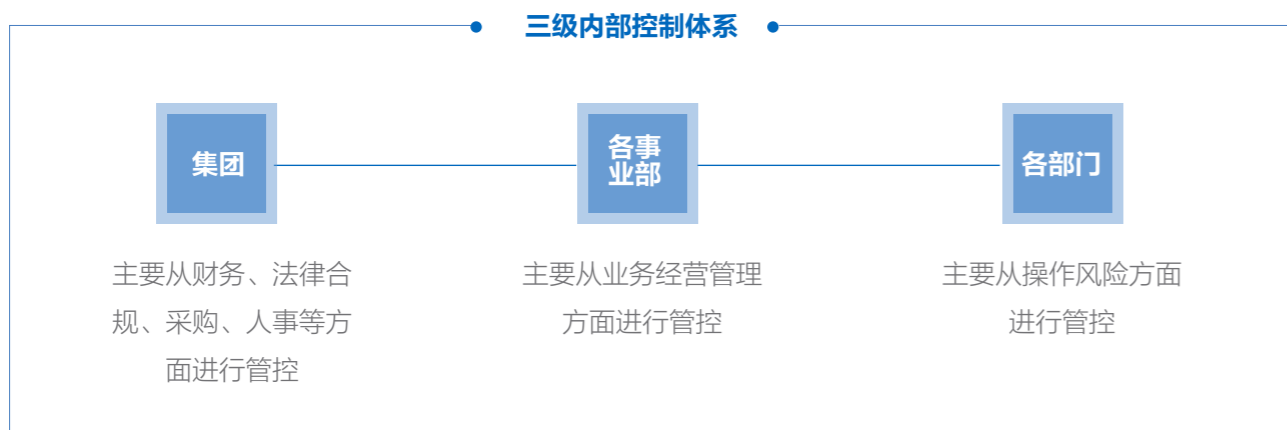 三级内部控制体系
集团
各事
业部
各部门
主要从财务、法律合
规、采购、人事等方
面进行管控
主要从业务经营管理
方面进行管控
主要从操作风险方面
进行管控